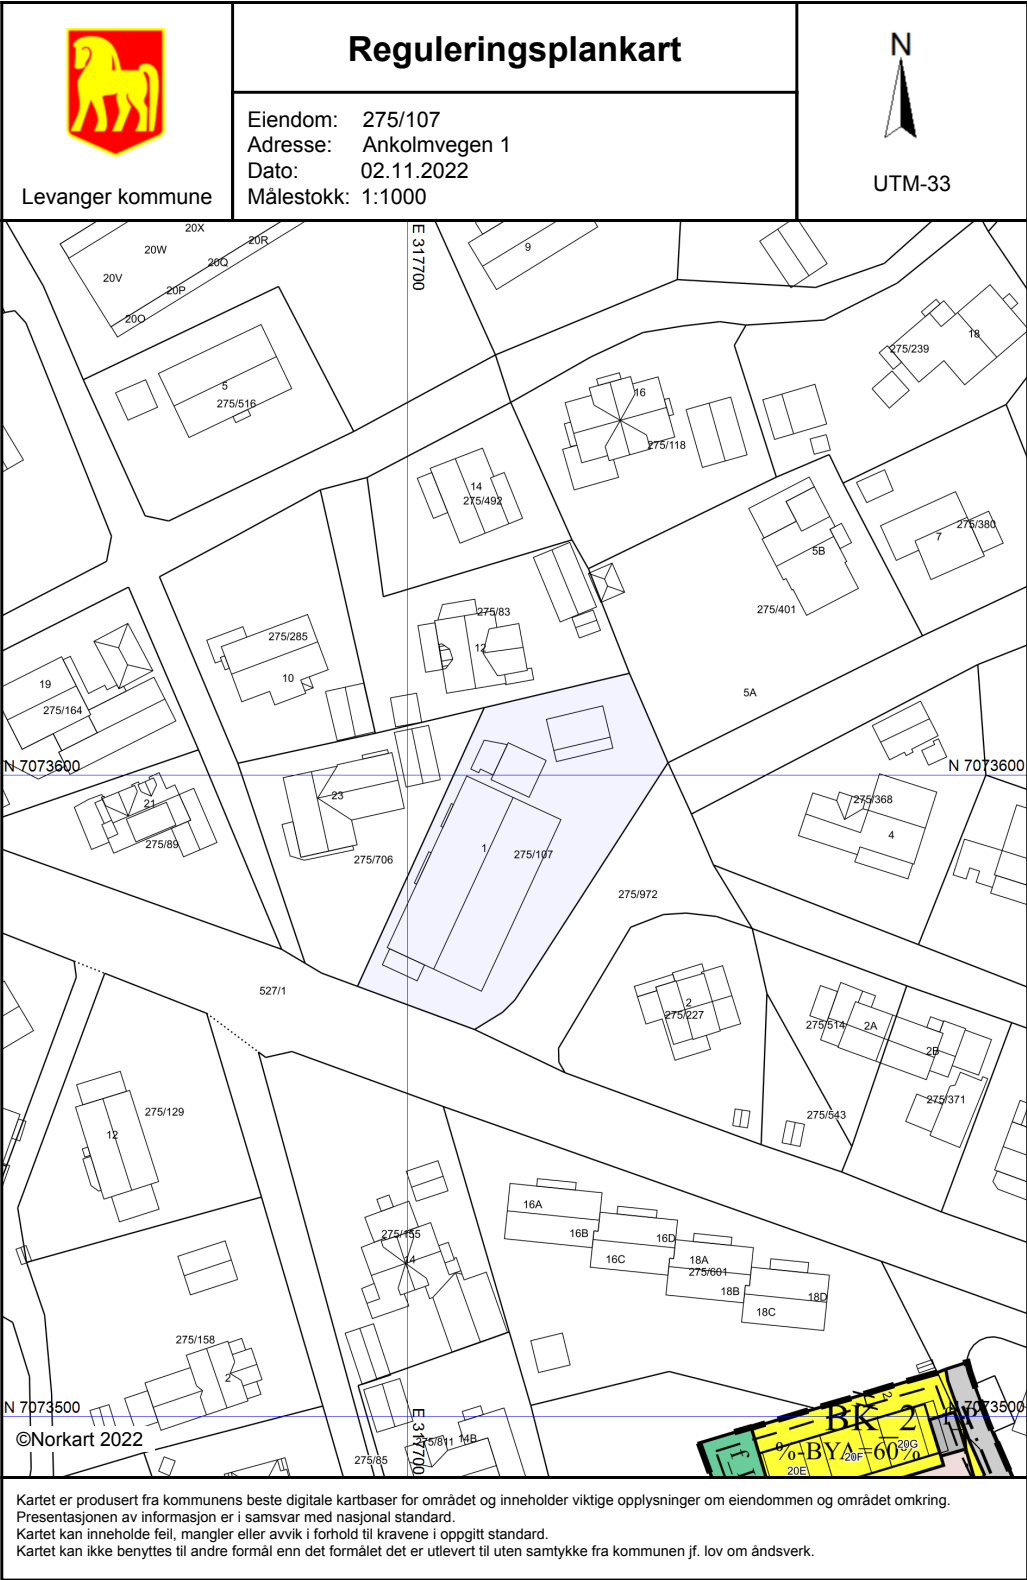 Reguleringsplankart
Levanger kommune
Eiendom: 275/107
Adresse: Ankolmvegen 1
Dato: 02.11.2022
Målestokk: 1:1000
N
UTM-33
20X
20W
20R
20Q
20V
20P
20O
E 317700
9
18
275/239
5
275/516
16
275/118
14
275/492
275/380
7
5B
275/401
275/83
12
275/285
10
19
275/164
5A
N 7073600
N 7073600
23
21
275/89
275/706
1
275/107
275/368
4
275/972
527/1
2
275/227
275/514
2A
2B
275/371
275/543
275/129
12
16A
16B
16D
16C
18A
275/601
18B
18D
18C
275/155
14
275/158
2
N 7073500
N 7073500
E 317700
©Norkart 2022
275/811
14B
275/85
BK_2
%-BYA=60%
20G
20F
20E
Kartet er produsert fra kommunens beste digitale kartbaser for området og inneholder viktige opplysninger om eiendommen og området omkring.
Presentasjonen av informasjon er i samsvar med nasjonal standard.
Kartet kan inneholde feil, mangler eller avvik i forhold til kravene i oppgitt standard.
Kartet kan ikke benyttes til andre formål enn det formålet det er utlevert til uten samtykke fra kommunen jf. lov om åndsverk.